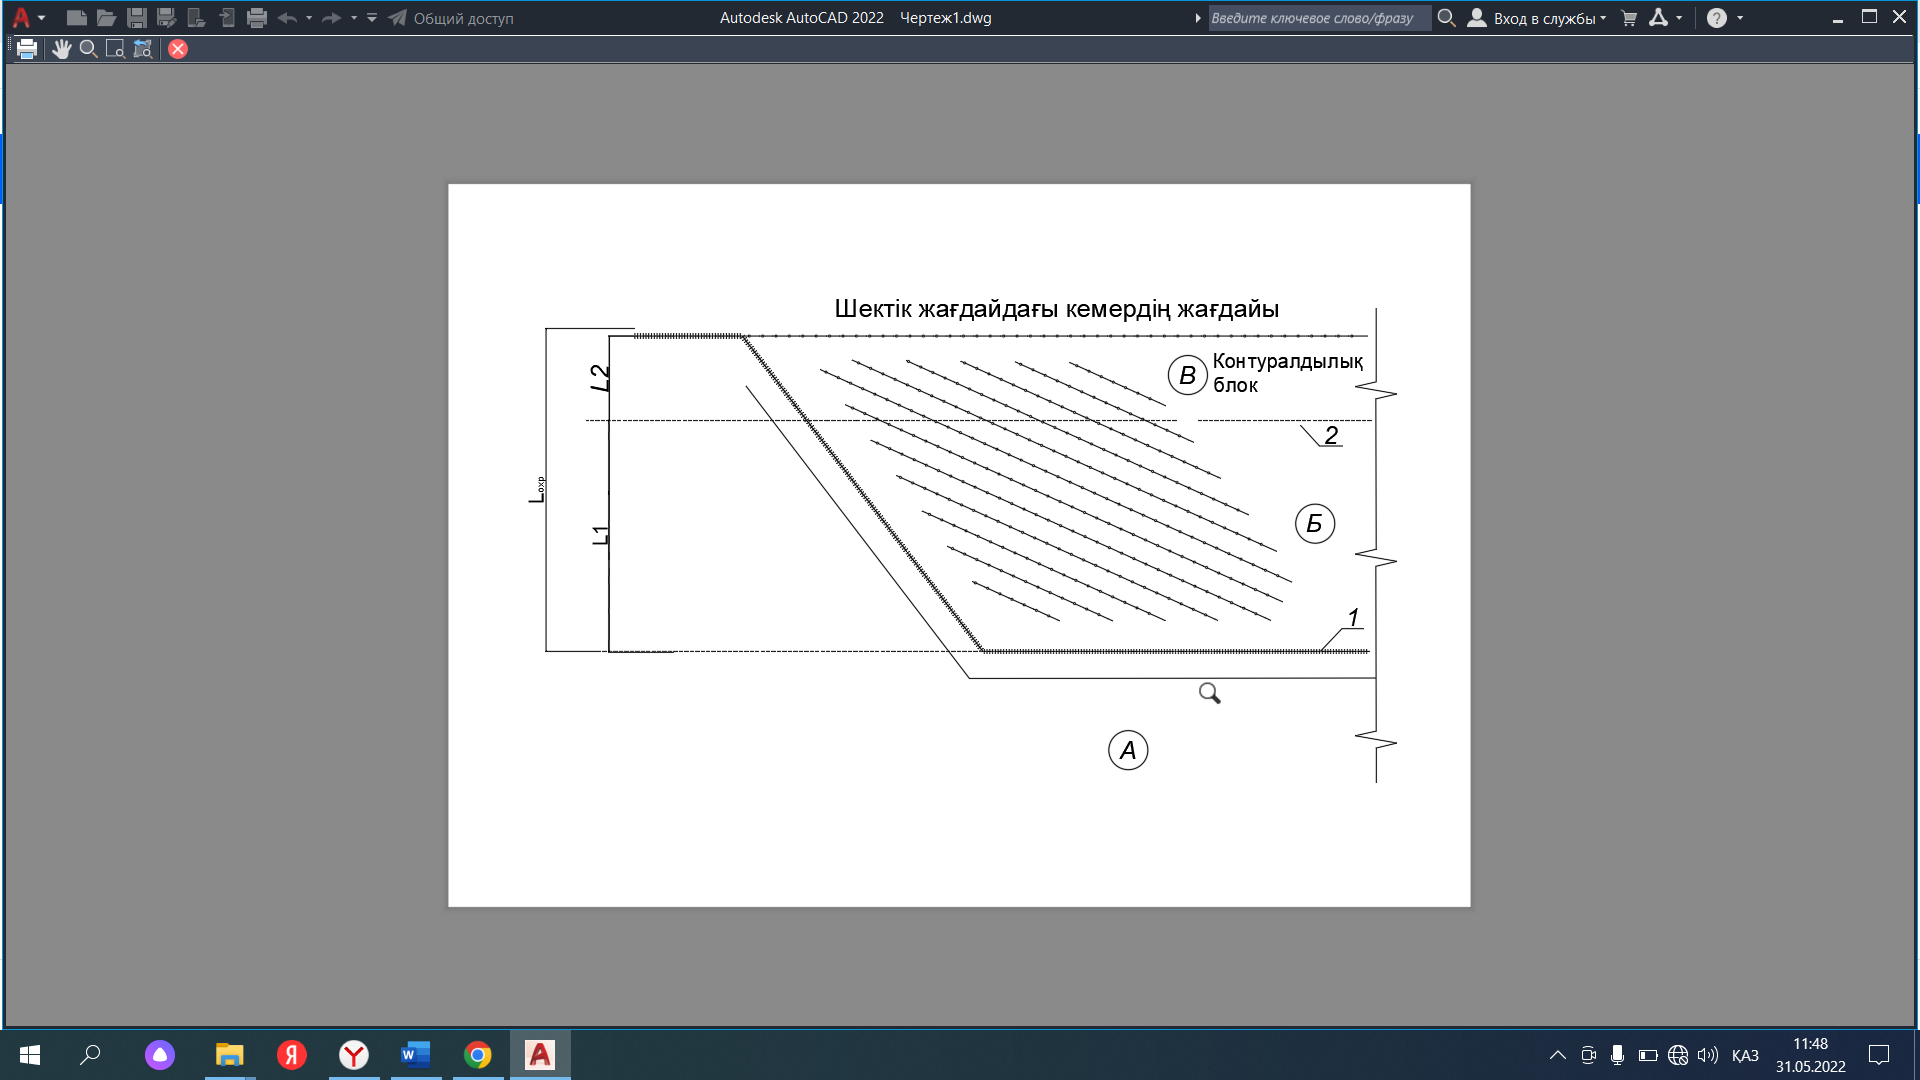 Общий доступ
Autodesk AutoCAD 2022 Чертеж1.dwg
Введите ключевое слово/фразу
Вход в службы
Шектік жағдайдағы кемердің жағдайы
В
Контуралдылық
блок
L2
2
Lохр
L1
Б
1
А
ҚАЗ
11:48
31.05.2022